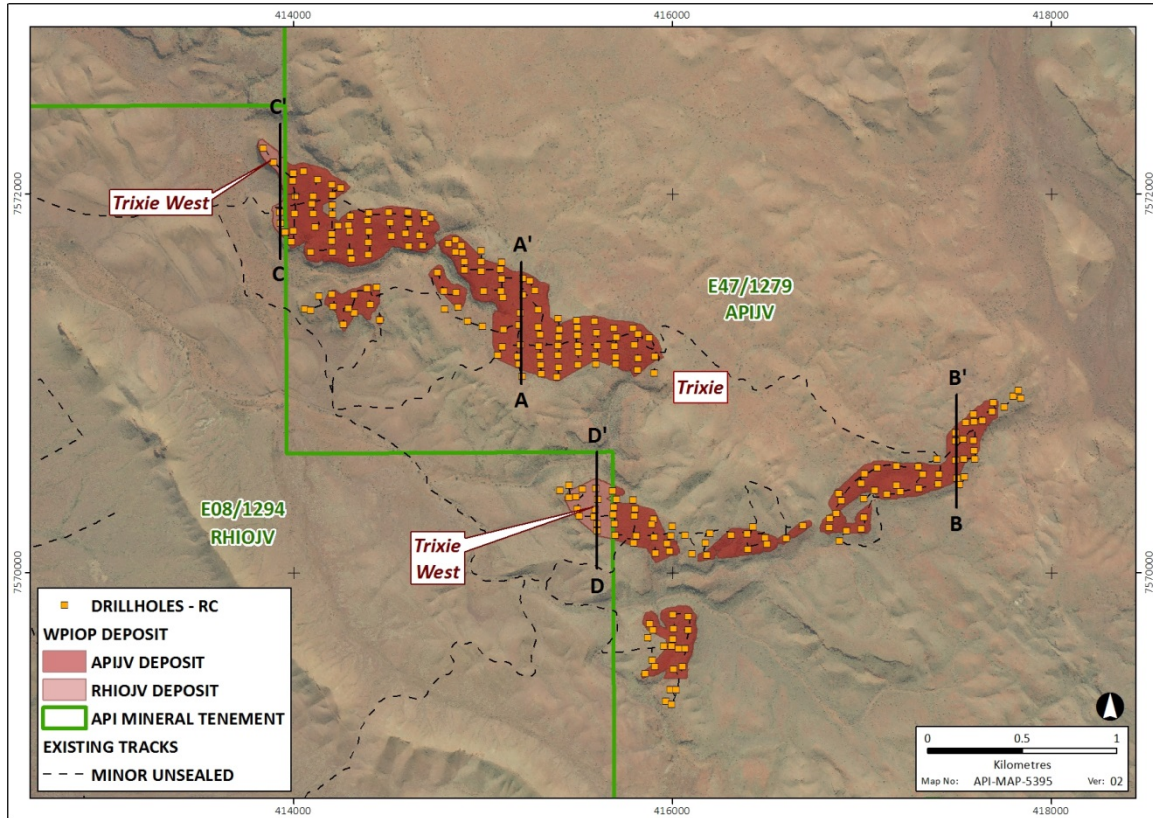 414000
416000
418000
C'
Trixie West
7572000
7572000
A'
C
E47/1279
APIJV
B'
A
Trixie
D'
E08/1294
RHIOJV
B
Trixie
West
7570000
7570000
D
DRILLHOLES - RC
WPIOP DEPOSIT
APIJV DEPOSIT
RHIOJV DEPOSIT
API MINERAL TENEMENT
EXISTING TRACKS
MINOR UNSEALED
0 0.5 1
Kilometres
Map No: API-MAP-5395 Ver: 02
414000
416000
418000